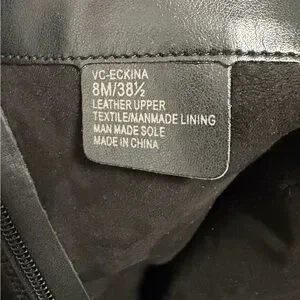 VC-ECKINA
8M/38½
LEATHER UPPER
TEXTILE/MANMADE LINING
MAN MADE SOLE
MADE IN CHINA